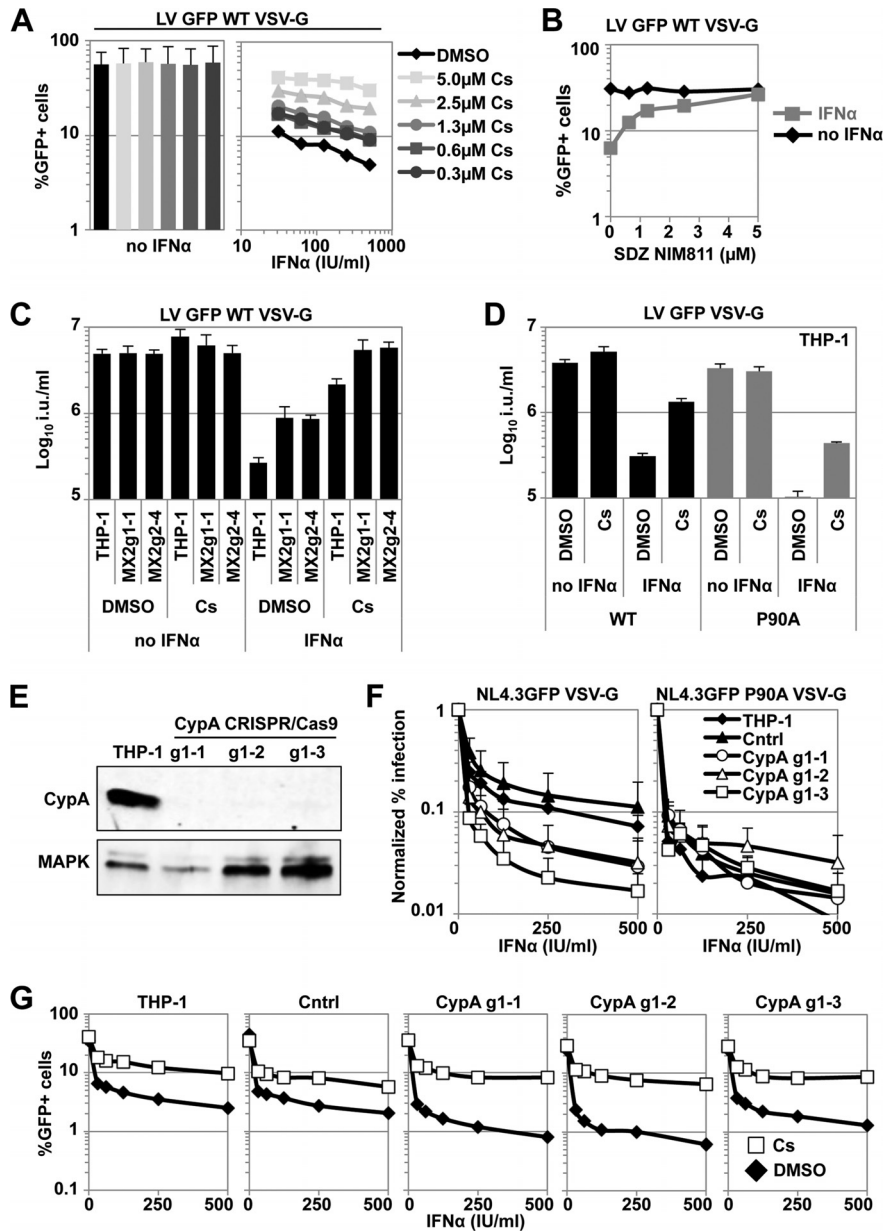 A
LV GFP WT VSV-G
%GFP+ cells
100
10
1
no IFNα
10
100
1000
IFNα (IU/ml)
DMSO
5.0µM Cs
2.5µM Cs
1.3µM Cs
0.6µM Cs
0.3µM Cs
B
LV GFP WT VSV-G
%GFP+ cells
100
10
1
0 1 2 3 4 5
SDZ NIM811 (µM)
IFNα
no IFNα
C
LV GFP WT VSV-G
Log10 i.u./ml
7
6
5
THP-1 MX2g1-1 MX2g2-4 THP-1 MX2g1-1 MX2g2-4 THP-1 MX2g1-1 MX2g2-4 THP-1 MX2g1-1 MX2g2-4
DMSO Cs DMSO Cs
no IFNα IFNα
D
LV GFP VSV-G
THP-1
Log10 i.u./ml
7
6
5
DMSO Cs DMSO Cs DMSO Cs DMSO Cs
no IFNα IFNα no IFNα IFNα
WT P90A
E
CypA CRISPR/Cas9
THP-1 g1-1 g1-2 g1-3
CypA
MAPK
F
NL4.3GFP VSV-G NL4.3GFP P90A VSV-G
Normalized % infection
1
0.1
0.01
0 250 500 0 250 500
IFNα (IU/ml) IFNα (IU/ml)
THP-1
Cntrl
CypA g1-1
CypA g1-2
CypA g1-3
G
THP-1 Cntrl CypA g1-1 CypA g1-2 CypA g1-3
%GFP+ cells
100
10
1
0.1
0 250 500 0 250 500 0 250 500 0 250 500 0 250 500
IFNα (IU/ml)
Cs
DMSO